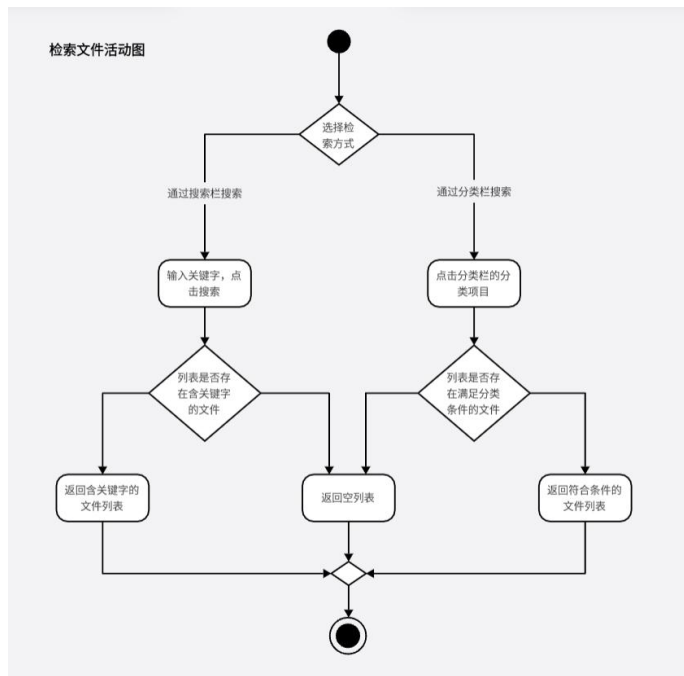 检索文件活动图
选择检
索方式
通过搜索栏搜索
通过分类栏搜索
输入关键字，点
击搜索
点击分类栏的分
类项目
列表是否存
在含关键字
的文件
列表是否存
在满足分类
条件的文件
返回含关键字的
文件列表
返回空列表
返回符合条件的
文件列表